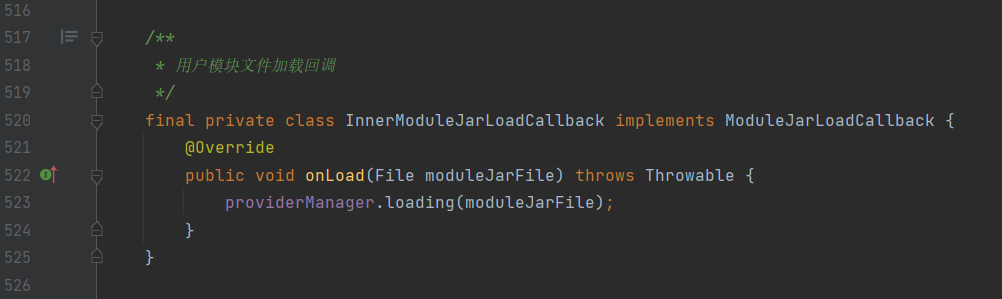 516
517 /**
518 * 用户模块文件加载回调
519 */
520 final private class InnerModuleJarLoadCallback implements ModuleJarLoadCallback {
521 @Override
522 public void onLoad(File moduleJarFile) throws Throwable {
523 providerManager.loading(moduleJarFile);
524 }
525 }
526